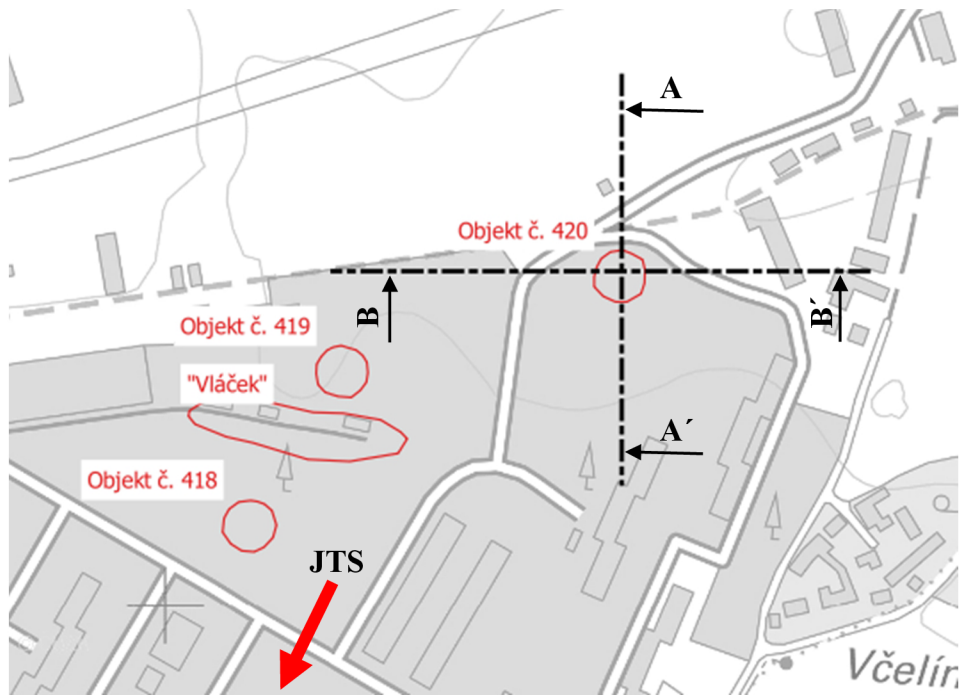 A
Objekt č. 420
B
B´
Objekt č. 419
"Vláček"
A´
Objekt č. 418
JTS
Včelín